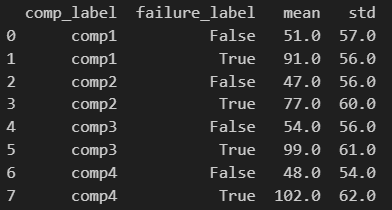 comp_label failure_label mean std
0 comp1 False 51.0 57.0
1 comp1 True 91.0 56.0
2 comp2 False 47.0 56.0
3 comp2 True 77.0 60.0
4 comp3 False 54.0 56.0
5 comp3 True 99.0 61.0
6 comp4 False 48.0 54.0
7 comp4 True 102.0 62.0